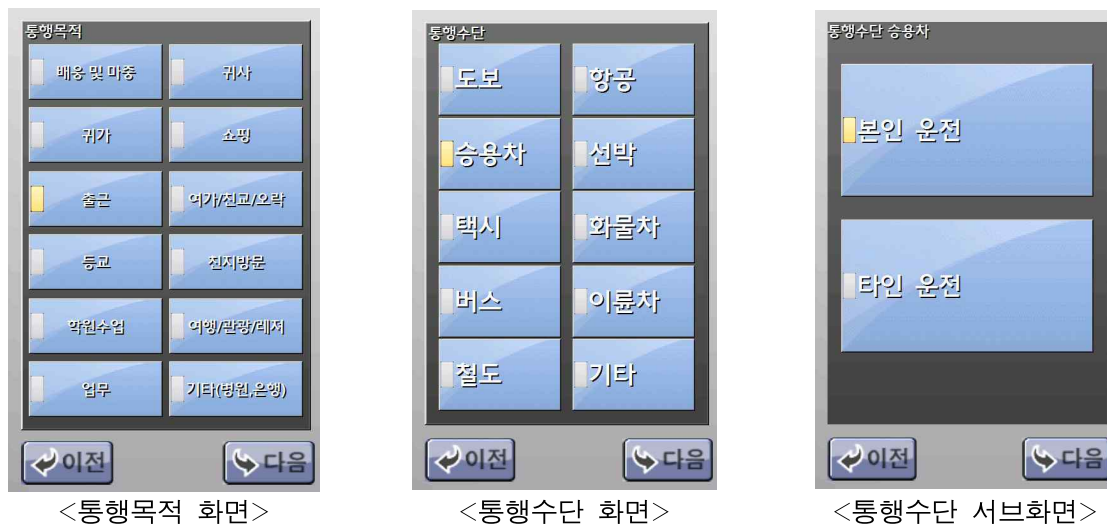 통행목적
배웅 및 마중 귀사
귀가 쇼핑
출근 여가/친교/오락
등교 친지방문
학원수업 여행/관광/레저
업무 기타(병원,은행)
이전 다음
<통행목적 화면>
통행수단
도보 항공
승용차 선박
택시 화물차
버스 이륜차
철도 기타
이전 다음
<통행수단 화면>
통행수단 승용차
본인 운전
타인 운전
이전 다음
<통행수단 서브화면>